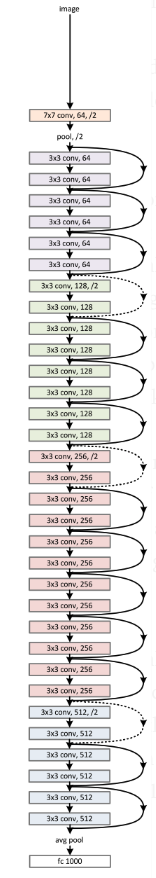 image
7x7 conv, 64, /2
pool, /2
3x3 conv, 64
3x3 conv, 64
3x3 conv, 64
3x3 conv, 64
3x3 conv, 64
3x3 conv, 64
3x3 conv, 128, /2
3x3 conv, 128
3x3 conv, 128
3x3 conv, 128
3x3 conv, 128
3x3 conv, 128
3x3 conv, 128
3x3 conv, 128
3x3 conv, 256, /2
3x3 conv, 256
3x3 conv, 256
3x3 conv, 256
3x3 conv, 256
3x3 conv, 256
3x3 conv, 256
3x3 conv, 256
3x3 conv, 256
3x3 conv, 256
3x3 conv, 256
3x3 conv, 256
3x3 conv, 512, /2
3x3 conv, 512
3x3 conv, 512
3x3 conv, 512
3x3 conv, 512
3x3 conv, 512
avg pool
fc 1000